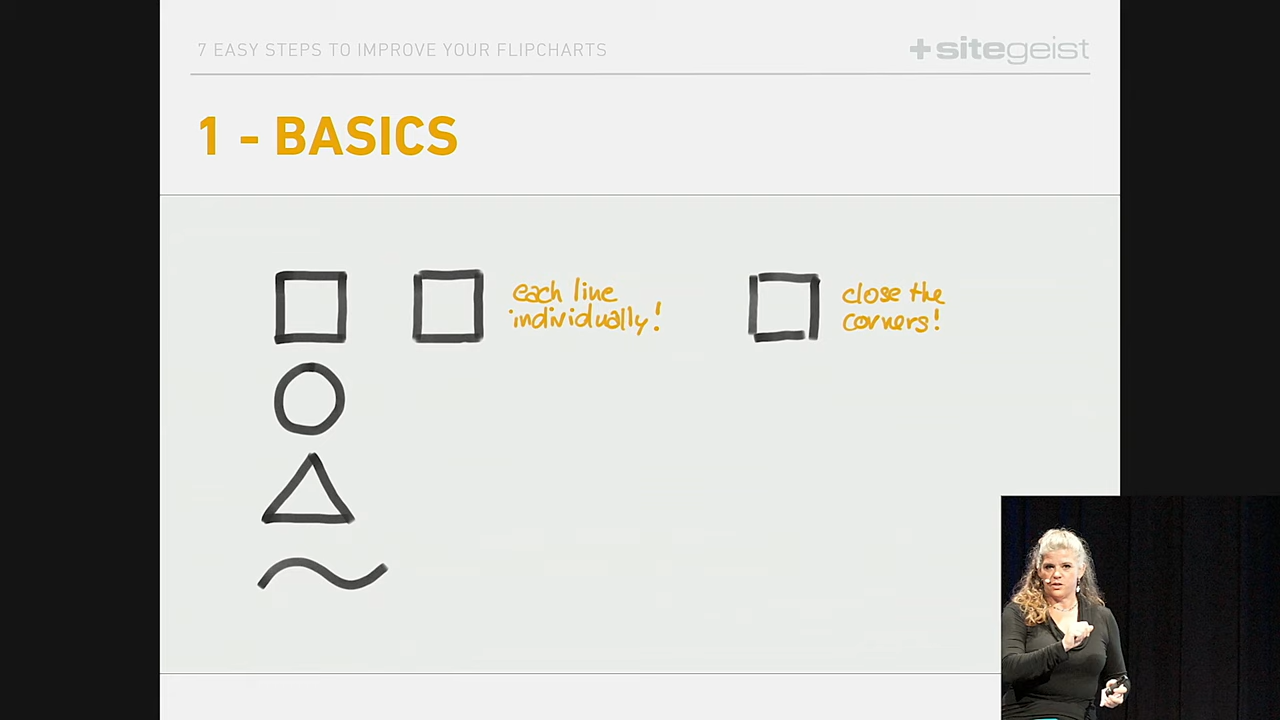 7 EASY STEPS TO IMPROVE YOUR FLIPCHARTS
+sitegeist
1 - BASICS
each line
individually!
close the
corners!